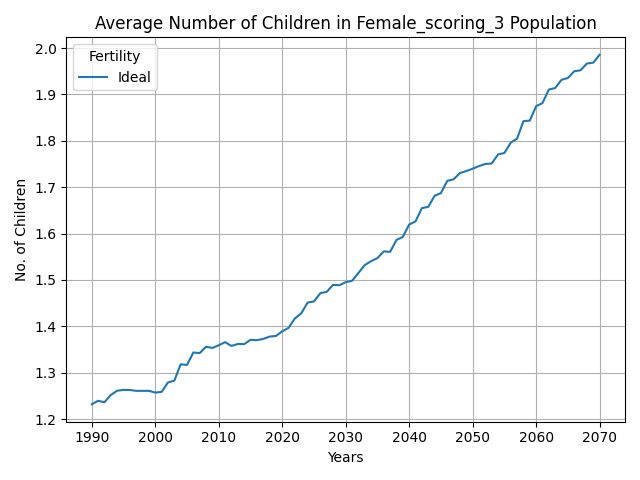 Average Number of Children in Female_scoring_3 Population
Fertility
Ideal
No. of Children
2.0
1.9
1.8
1.7
1.6
1.5
1.4
1.3
1.2
1990 2000 2010 2020 2030 2040 2050 2060 2070
Years